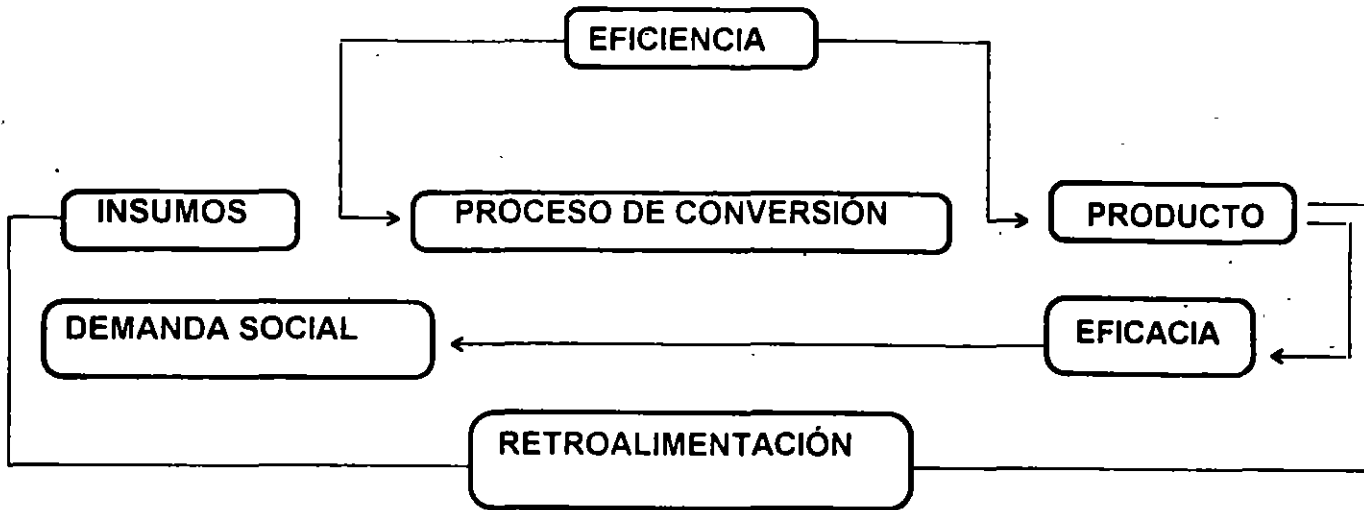 EFICIENCIA
INSUMOS
PROCESO DE CONVERSIÓN
PRODUCTO
DEMANDA SOCIAL
EFICACIA
RETROALIMENTACIÓN